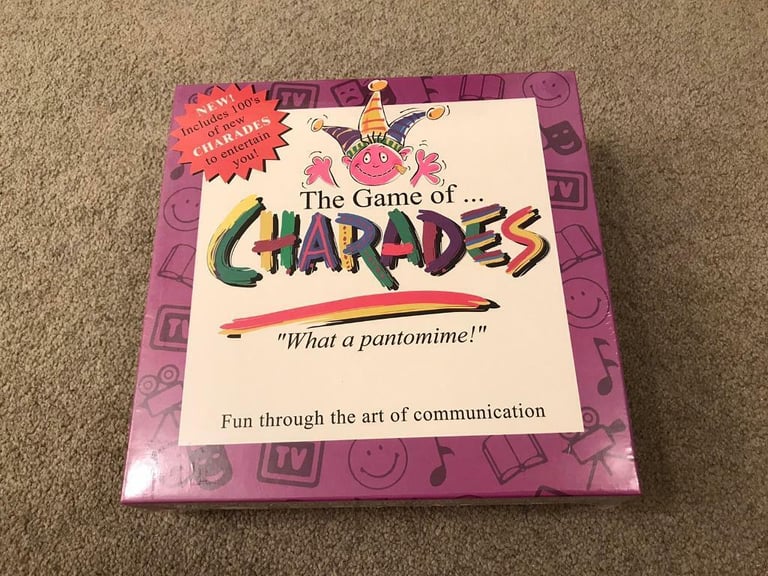 NEW!
Includes 100's
of new
CHARADES
to entertain
you!
TV
The Game of ...
CHARADES
"What a pantomime!"
Fun through the art of communication
TV
TV
TV